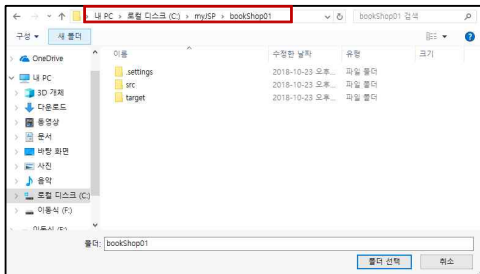 내 PC > 로컬 디스크 (C:) > myJSP > bookShop01
bookShop01 검색
구성 새 폴더
이름 수정한 날짜 유형 크기
OneDrive
내 PC
3D 개체
다운로드
동영상
문서
바탕 화면
사진
음악
로컬 디스크 (C:)
이동식 (F:)
이동식 (F:)
.settings 2018-10-23 오후... 파일 폴더
src 2018-10-23 오후... 파일 폴더
target 2018-10-23 오후... 파일 폴더
폴더: bookShop01
폴더 선택 취소